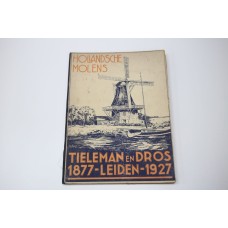 HOLLANDSCHE
MOLENS
TIELEMAN EN DROS
1877-LEIDEN-1927